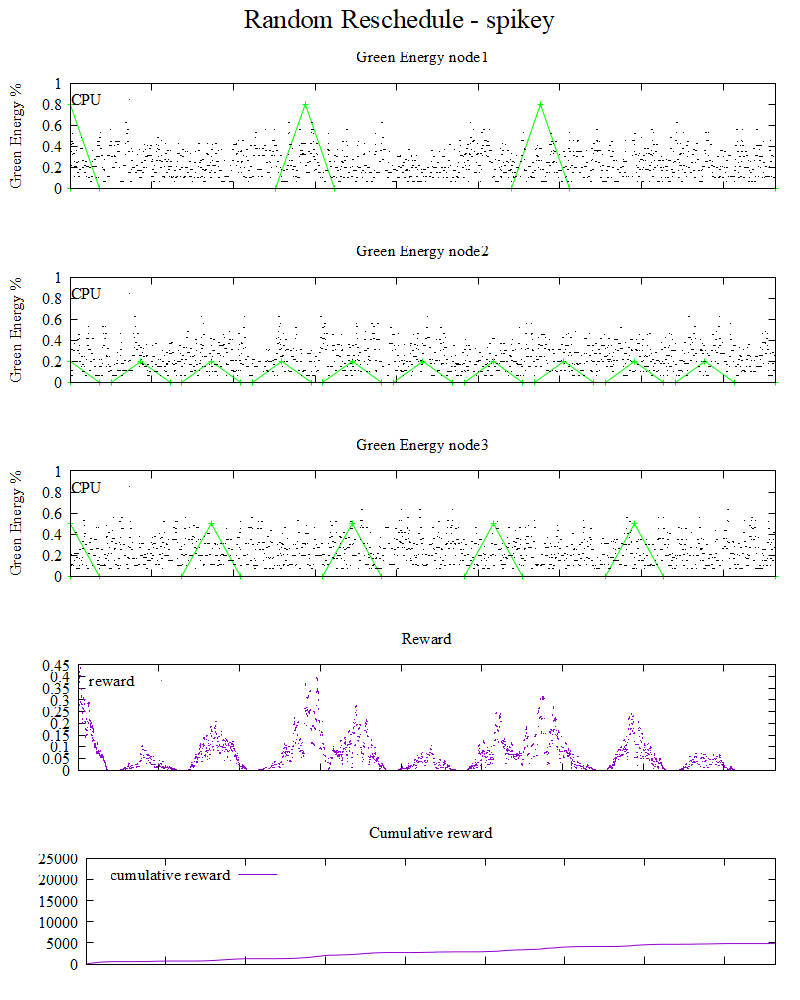 Random Reschedule - spikey
Green Energy node1
Green Energy %
1
0.8
0.6
0.4
0.2
0
CPU
Green Energy node2
Green Energy %
1
0.8
0.6
0.4
0.2
0
CPU
Green Energy node3
Green Energy %
1
0.8
0.6
0.4
0.2
0
CPU
Reward
0.45
0.4
0.35
0.3
0.25
0.2
0.15
0.1
0.05
0
reward
Cumulative reward
25000
20000
15000
10000
5000
0
cumulative reward